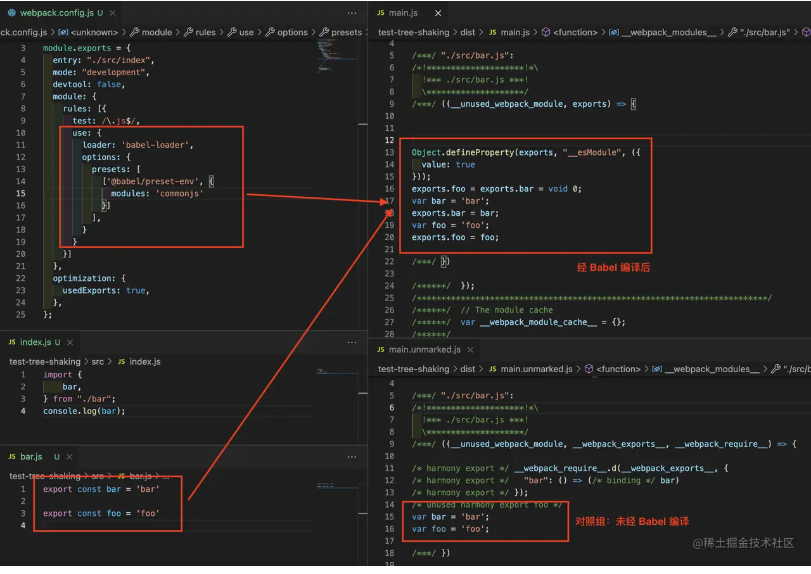 webpack.config.js U ×
···
ck.config.js > <unknown> > module > rules > use > options > presets >
3 module.exports = {
4 entry: "./src/index",
5 mode: "development",
6 devtool: false,
7 module: {
8 rules: [{
9 test: /\.js$/,
10 use: {
11 loader: 'babel-loader',
12 options: {
13 presets: [
14 ['@babel/preset-env', {
15 modules: 'commonjs'
16 }]
17 ],
18 }
19 }
20 }]
21 },
22 optimization: {
23 usedExports: true,
24 },
25 };
JS index.js U ×
···
test-tree-shaking > src > JS index.js
1 import {
2 bar,
3 } from "./bar";
4 console.log(bar);
JS bar.js U ×
···
test-tree-shaking > src > JS bar.js > ...
1 export const bar = 'bar'
2
3 export const foo = 'foo'
4
JS main.js ×
test-tree-shaking > dist > JS main.js > <function> > __webpack_modules__ > "./src/bar.js" >
4
5 /***/ "./src/bar.js":
6 /*!********************!*\
7 !*** ./src/bar.js ***!
8 \********************/
9 /***/ ((__unused_webpack_module, exports) => {
10
11
12
13 Object.defineProperty(exports, "__esModule", ({
14 value: true
15 }));
16 exports.foo = exports.bar = void 0;
17 var bar = 'bar';
18 exports.bar = bar;
19 var foo = 'foo';
20 exports.foo = foo;
21
22 /***/ })
经 Babel 编译后
23
24 /******/ });
25 /************************************************************************/
26 /******/ // The module cache
27 /******/ var __webpack_module_cache__ = {};
28 /******/
JS main.unmarked.js ×
test-tree-shaking > dist > JS main.unmarked.js > <function> > __webpack_modules__ > "./src/b
4
5 /***/ "./src/bar.js":
6 /*!********************!*\
7 !*** ./src/bar.js ***!
8 \********************/
9 /***/ ((__unused_webpack_module, __webpack_exports__, __webpack_require__) => {
10
11 /* harmony export */ __webpack_require__.d(__webpack_exports__, {
12 /* harmony export */ "bar": () => (/* binding */ bar)
13 /* harmony export */ });
14 /* unused harmony export foo */
15 var bar = 'bar';
16 var foo = 'foo';
对照组：未经 Babel 编译
17
18 /***/ })
@稀土掘金技术社区